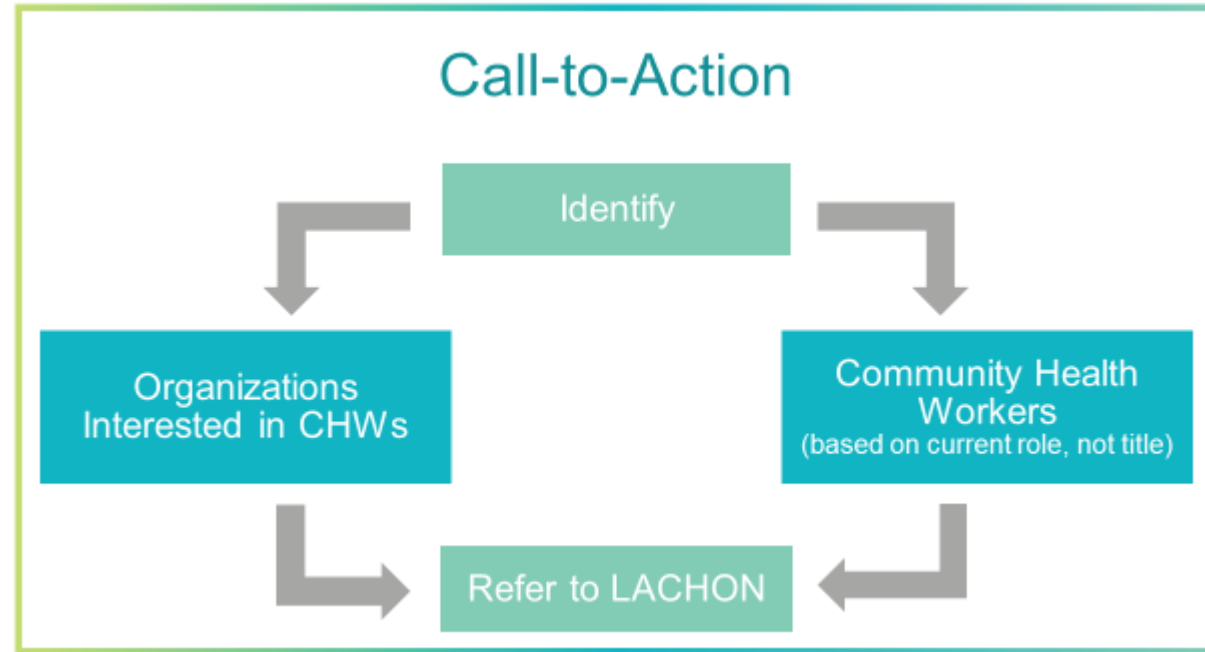 Call-to-Action
Identify
Organizations
Interested in CHWs
Community Health
Workers
(based on current role, not title)
Refer to LACHON